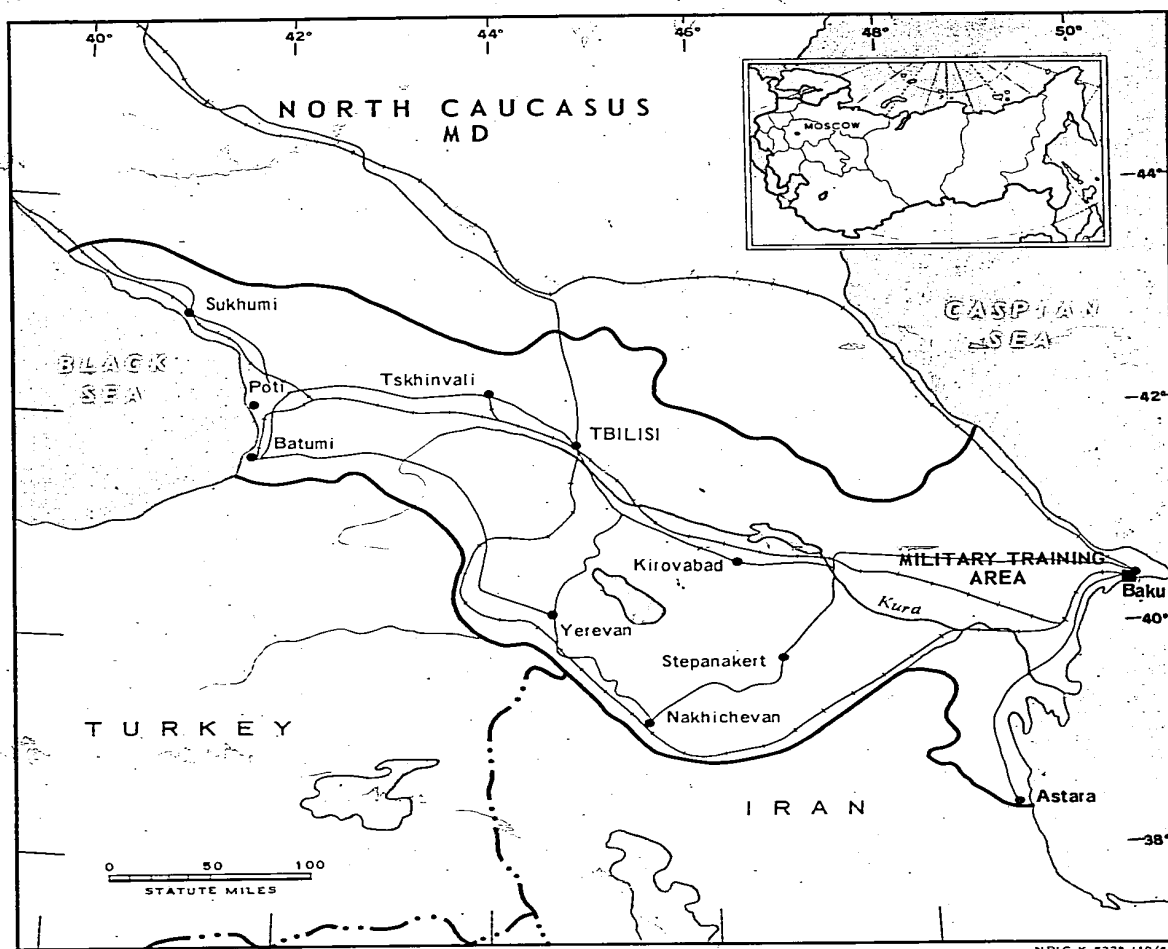 40° 42° 44° 46° 48° 50°
NORTH CAUCASUS
MD
MOSCOW
44°
CASPIAN
SEA
Sukhumi
BLACK
SEA
Poti
Tskhinvali
42°
Batumi
TBILISI
Kirovabad
MILITARY TRAINING
AREA
Baku
Kura
40°
Yerevan
Stepanakert
Nakhichevan
TURKEY
IRAN
Astara
38°
0 50 100
STATUTE MILES